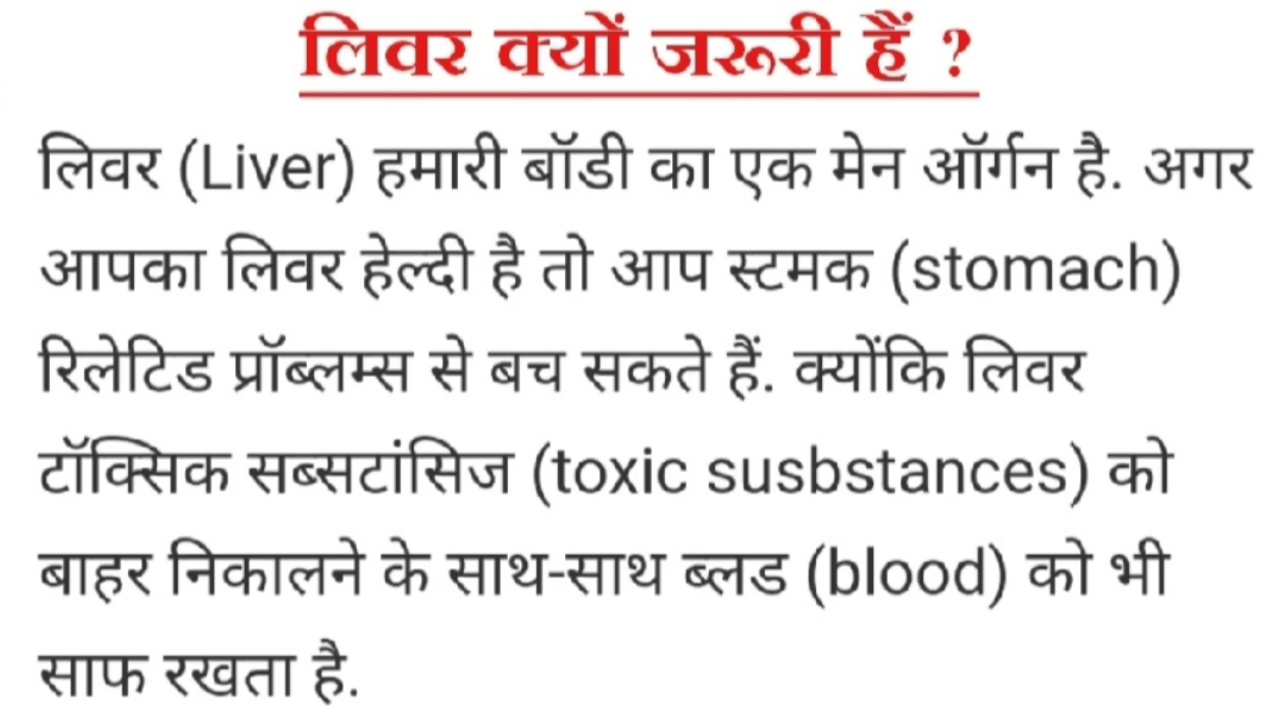 लिवर क्यों जरूरी हैं ?
लिवर (Liver) हमारी बॉडी का एक मेन ऑर्गन है. अगर
आपका लिवर हेल्दी है तो आप स्टमक (stomach)
रिलेटिड प्रॉब्लम्स से बच सकते हैं. क्योंकि लिवर
टॉक्सिक सब्सटांसिज (toxic susbstances) को
बाहर निकालने के साथ-साथ ब्लड (blood) को भी
साफ रखता है.